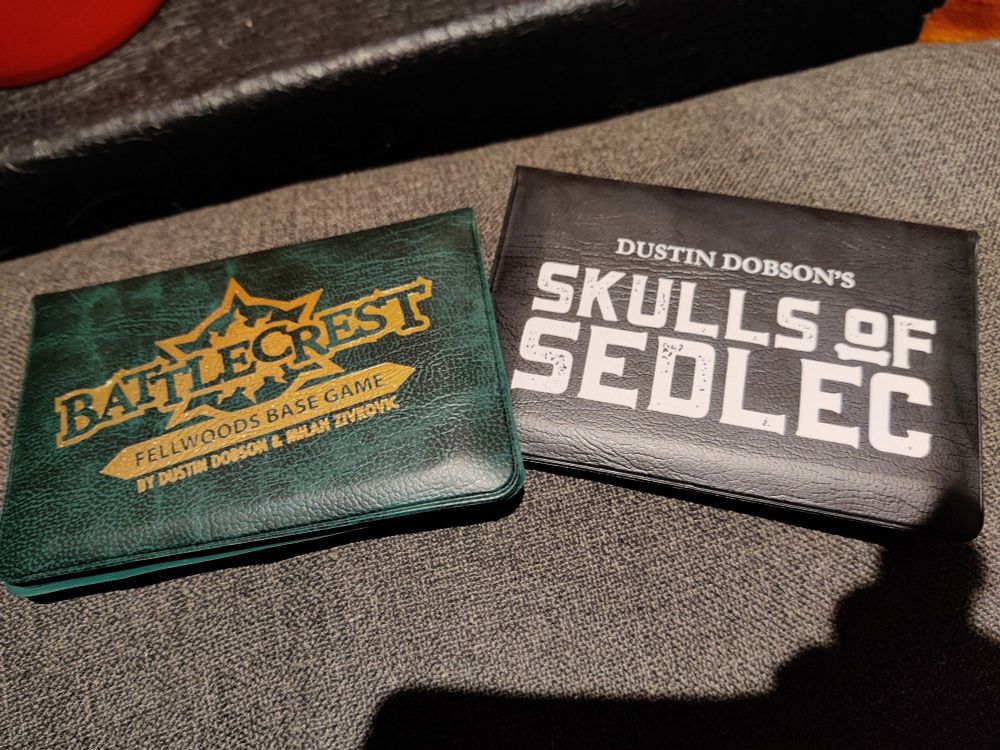 BATTLECREST
FELLWOODS BASE GAME
BY DUSTIN DOBSON & MILAN ZIVKOVIC
DUSTIN DOBSON'S
SKULLS OF
SEDLEC